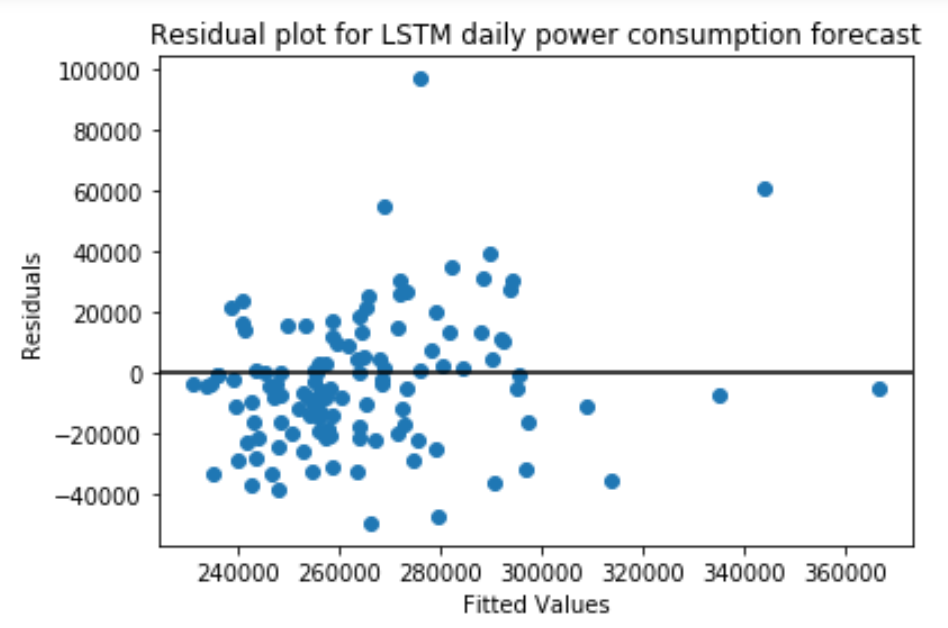 Residual plot for LSTM daily power consumption forecast
100000
80000
60000
40000
20000
0
−20000
−40000
Residuals
240000 260000 280000 300000 320000 340000 360000
Fitted Values